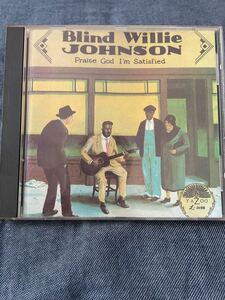 Blind Willie
JOHNSON
Praise God I'm Satisfied
YAZOO